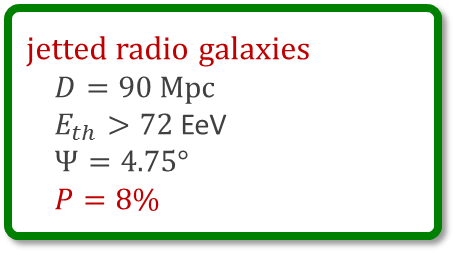 jetted radio galaxies
D = 90 Mpc
E_th > 72 EeV
Ψ = 4.75°
P = 8%